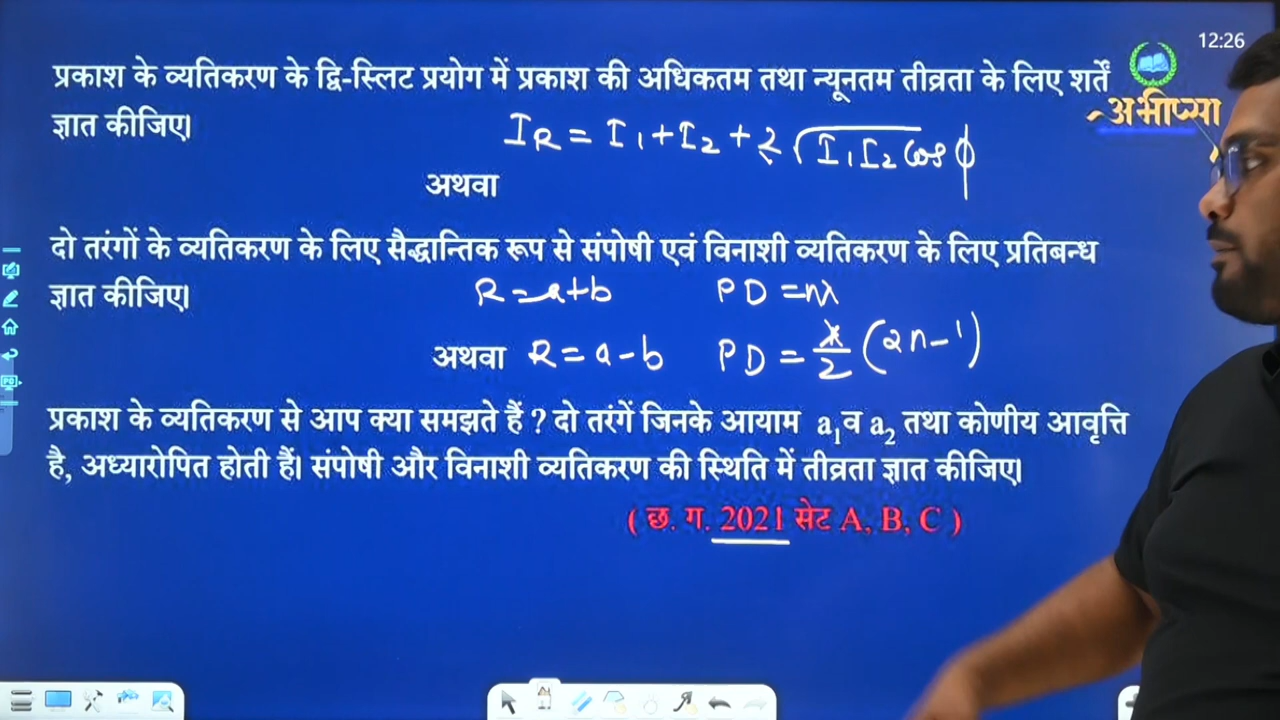 12:26
प्रकाश के व्यतिकरण के द्वि-स्लिट प्रयोग में प्रकाश की अधिकतम तथा न्यूनतम तीव्रता के लिए शर्तें
अभीप्सा
ज्ञात कीजिए।
I_R = I₁ + I₂ + 2 √I₁I₂ Cos ϕ
अथवा
दो तरंगों के व्यतिकरण के लिए सैद्धान्तिक रूप से संपोषी एवं विनाशी व्यतिकरण के लिए प्रतिबन्ध
ज्ञात कीजिए।
R = a+b PD = nλ
अथवा R = a - b PD = λ/2 (2n-1)
प्रकाश के व्यतिकरण से आप क्या समझते हैं ? दो तरंगें जिनके आयाम a₁व a₂ तथा कोणीय आवृत्ति
है, अध्यारोपित होती हैं। संपोषी और विनाशी व्यतिकरण की स्थिति में तीव्रता ज्ञात कीजिए।
( छ. ग. 2021 सेट A, B, C )